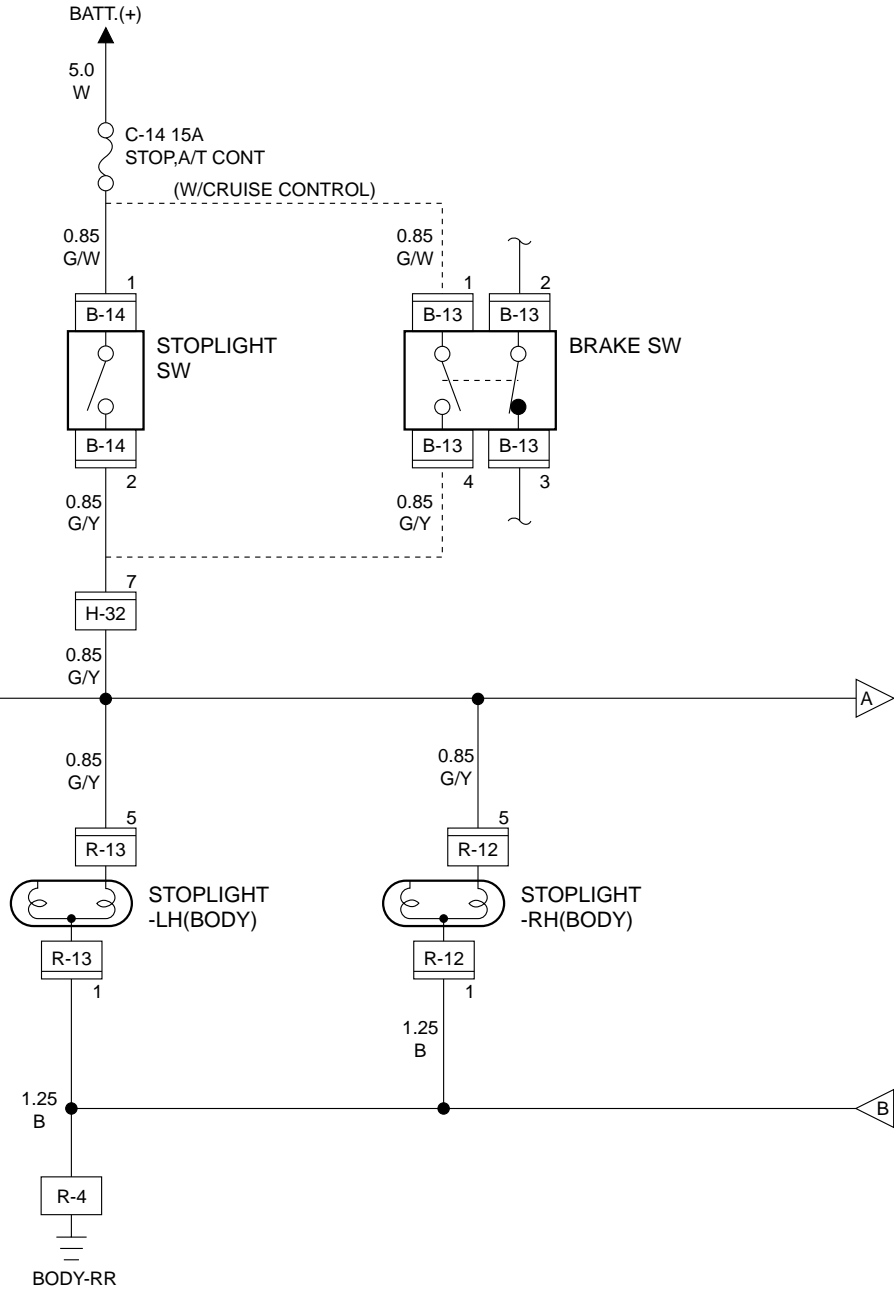 BATT.(+)
5.0
W
C-14 15A
STOP,A/T CONT
(W/CRUISE CONTROL)
0.85
G/W
0.85
G/W
1
1
2
B-14
B-13
B-13
STOPLIGHT
SW
BRAKE SW
B-14
B-13
B-13
2
4
3
0.85
G/Y
0.85
G/Y
7
H-32
0.85
G/Y
A
0.85
G/Y
0.85
G/Y
5
5
R-13
R-12
STOPLIGHT
-LH(BODY)
STOPLIGHT
-RH(BODY)
R-13
R-12
1
1
1.25
B
1.25
B
B
R-4
BODY-RR